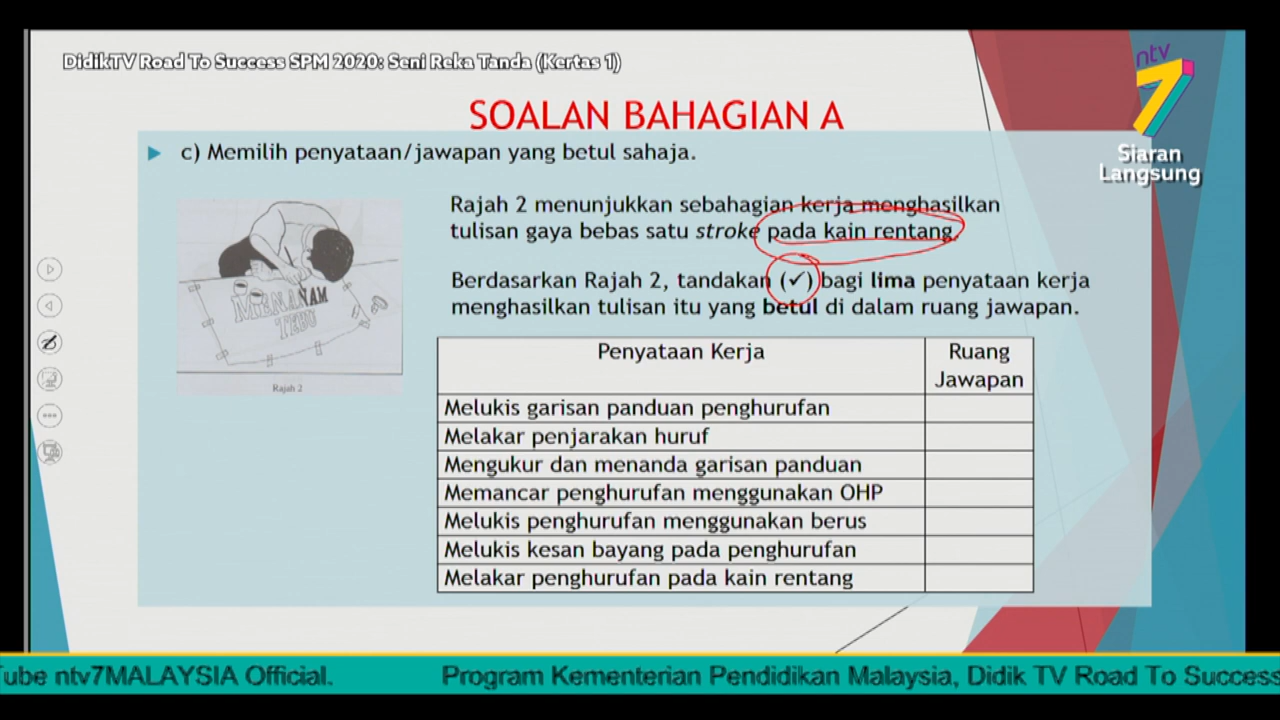 DidikTV Road To Success SPM 2020: Seni Reka Tanda (Kertas 1)
ntv
7
Siaran
Langsung
SOALAN BAHAGIAN A
c) Memilih penyataan/jawapan yang betul sahaja.
MENANAM
TEBU
Rajah 2
Rajah 2 menunjukkan sebahagian kerja menghasilkan
tulisan gaya bebas satu stroke pada kain rentang.
Berdasarkan Rajah 2, tandakan (✓) bagi lima penyataan kerja
menghasilkan tulisan itu yang betul di dalam ruang jawapan.
Penyataan Kerja
Ruang
Jawapan
Melukis garisan panduan penghurufan
Melakar penjarakan huruf
Mengukur dan menanda garisan panduan
Memancar penghurufan menggunakan OHP
Melukis penghurufan menggunakan berus
Melukis kesan bayang pada penghurufan
Melakar penghurufan pada kain rentang
Tube ntv7MALAYSIA Official. Program Kementerian Pendidikan Malaysia, Didik TV Road To Success